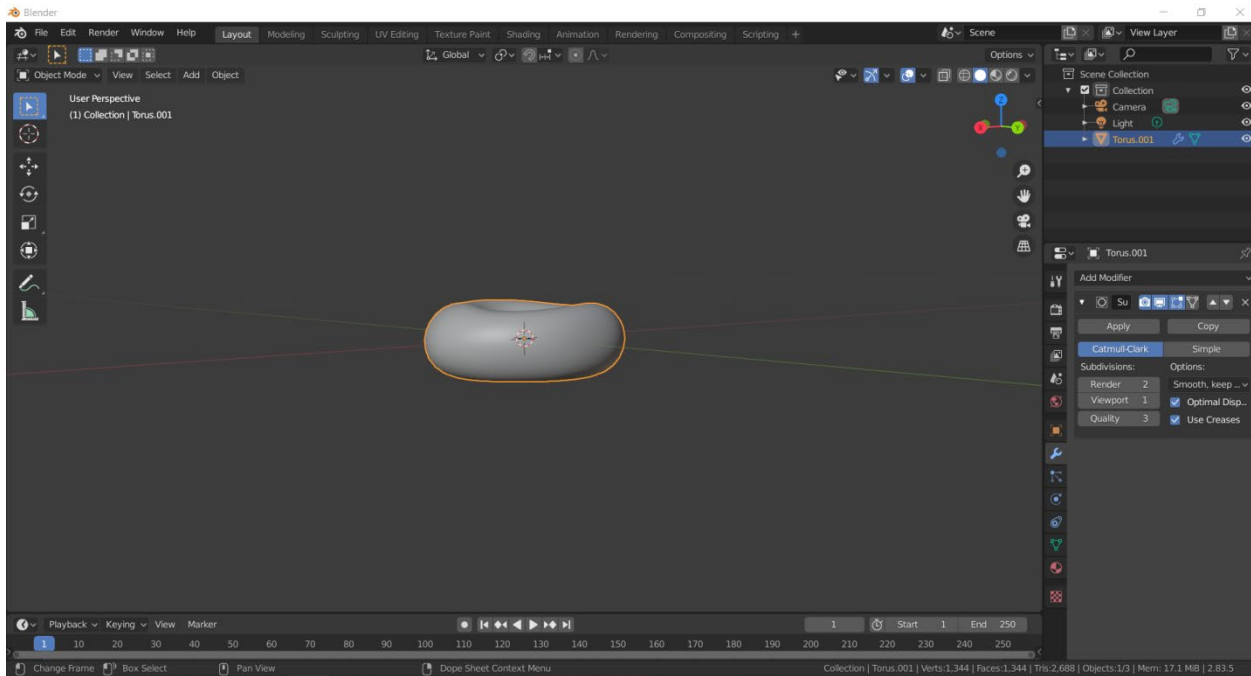 Blender
File Edit Render Window Help Layout Modeling Sculpting UV Editing Texture Paint Shading Animation Rendering Compositing Scripting + Scene View Layer
Global Options
Object Mode View Select Add Object
User Perspective
(1) Collection | Torus.001
Z
X
Y
Scene Collection
Collection
Camera
Light
Torus.001
Torus.001
Add Modifier
Su
Apply Copy
Catmull-Clark Simple
Subdivisions: Options:
Render 2 Smooth, keep ...
Viewport 1 Optimal Disp..
Quality 3 Use Creases
Playback Keying View Marker 1 Start 1 End 250
1 10 20 30 40 50 60 70 80 90 100 110 120 130 140 150 160 170 180 190 200 210 220 230 240 250
Change Frame Box Select Pan View Dope Sheet Context Menu Collection | Torus.001 | Verts:1,344 | Faces:1,344 | Tris:2,688 | Objects:1/3 | Mem: 17.1 MiB | 2.83.5